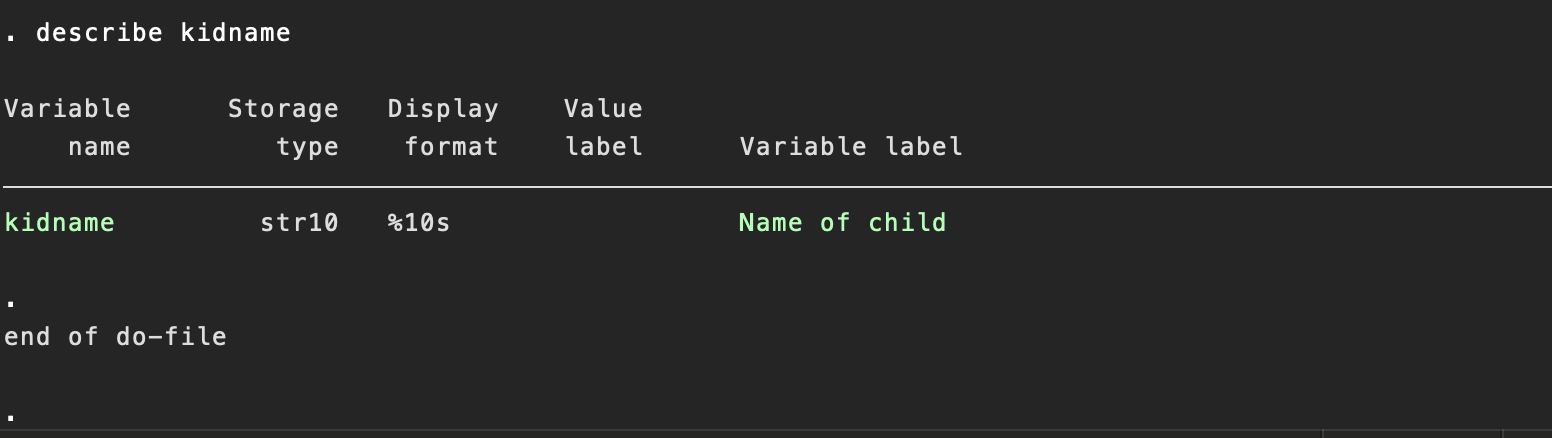 . describe kidname
Variable Storage Display Value
name type format label Variable label
kidname str10 %10s Name of child
.
end of do-file
.